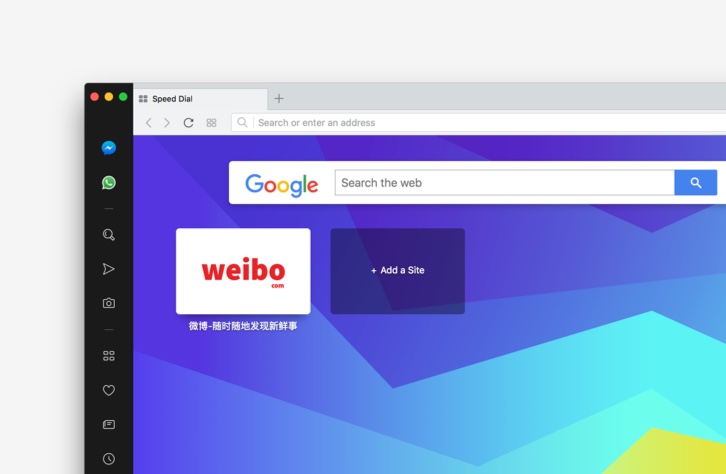 Speed Dial
Search or enter an address
Google
Search the web
weibo
com
+ Add a Site
微博-随时随地发现新鲜事